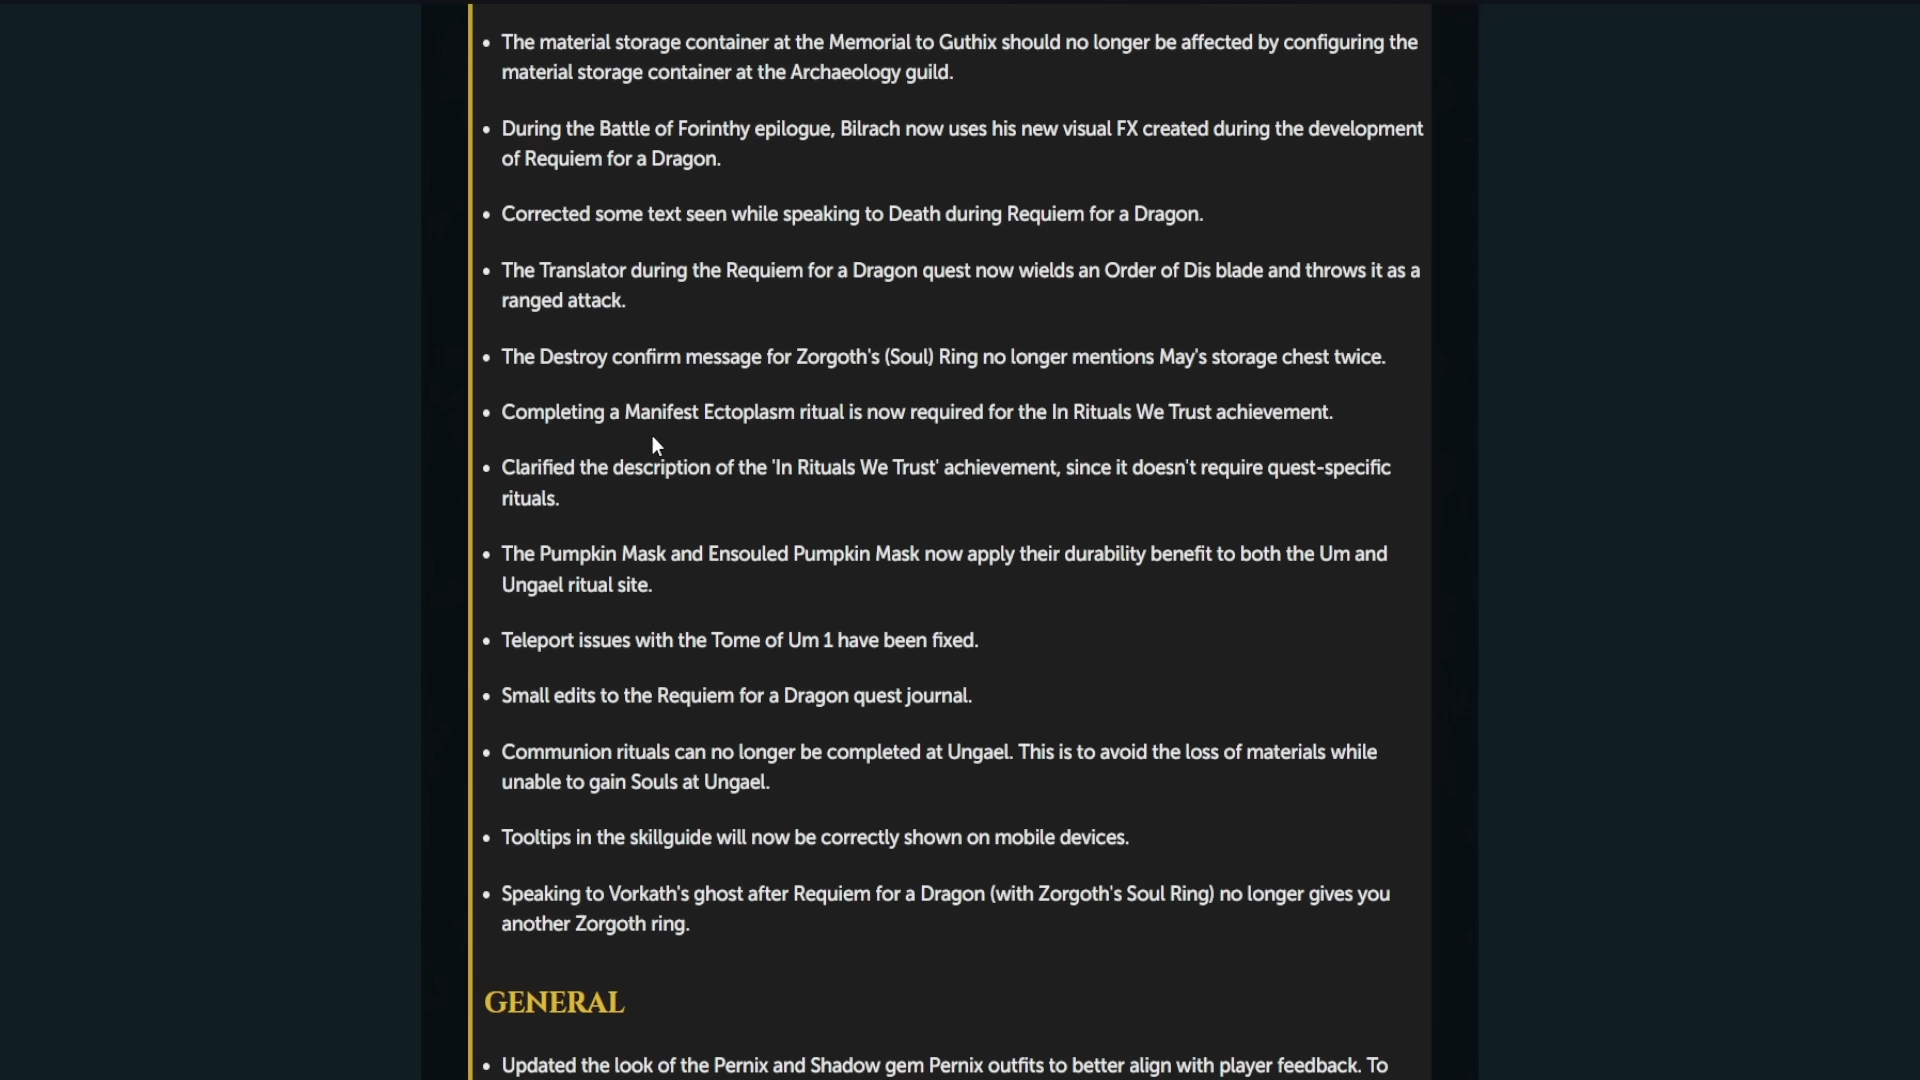 • The material storage container at the Memorial to Guthix should no longer be affected by configuring the
material storage container at the Archaeology guild.
• During the Battle of Forinthy epilogue, Bilrach now uses his new visual FX created during the development
of Requiem for a Dragon.
• Corrected some text seen while speaking to Death during Requiem for a Dragon.
• The Translator during the Requiem for a Dragon quest now wields an Order of Dis blade and throws it as a
ranged attack.
• The Destroy confirm message for Zorgoth's (Soul) Ring no longer mentions May's storage chest twice.
• Completing a Manifest Ectoplasm ritual is now required for the In Rituals We Trust achievement.
• Clarified the description of the 'In Rituals We Trust' achievement, since it doesn't require quest-specific
rituals.
• The Pumpkin Mask and Ensouled Pumpkin Mask now apply their durability benefit to both the Um and
Ungael ritual site.
• Teleport issues with the Tome of Um 1 have been fixed.
• Small edits to the Requiem for a Dragon quest journal.
• Communion rituals can no longer be completed at Ungael. This is to avoid the loss of materials while
unable to gain Souls at Ungael.
• Tooltips in the skillguide will now be correctly shown on mobile devices.
• Speaking to Vorkath's ghost after Requiem for a Dragon (with Zorgoth's Soul Ring) no longer gives you
another Zorgoth ring.
GENERAL
• Updated the look of the Pernix and Shadow gem Pernix outfits to better align with player feedback. To